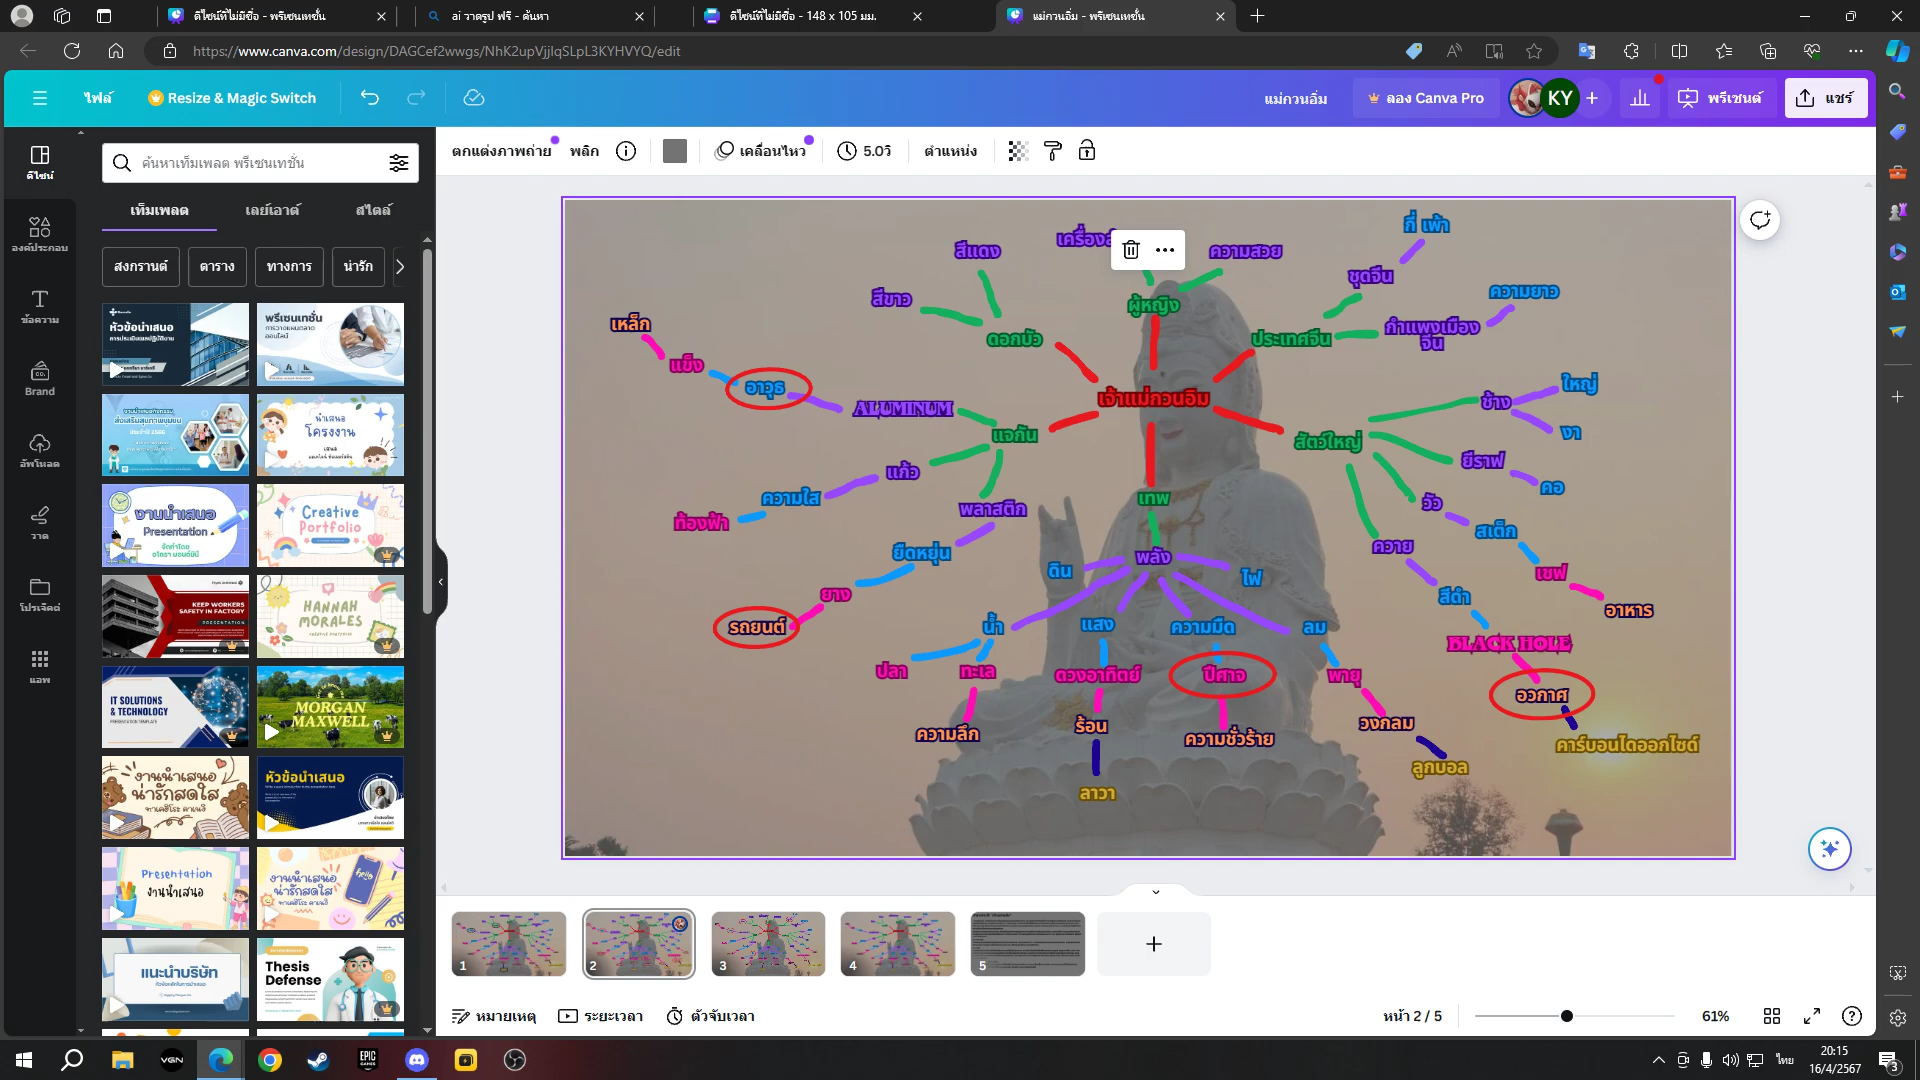 ดีไซน์ที่ไม่มีชื่อ - พรีเซนเทชั่น
ai วาดรูป ฟรี - ค้นหา
ดีไซน์ที่ไม่มีชื่อ - 148 x 105 มม.
แม่กวนอิม - พรีเซนเทชั่น
https://www.canva.com/design/DAGCef2wwgs/NhK2upVjjlqSLpL3KYHVYQ/edit
ไฟล์
Resize & Magic Switch
แม่กวนอิ่ม
ลอง Canva Pro
KY
พรีเซนต์
แชร์
ดีไซน์
องค์ประกอบ
ข้อความ
Brand
อัพโหลด
วาด
โปรเจ็คต์
แอพ
ค้นหาเท็มเพลต พรีเซนเทชั่น
เท็มเพลต
เลย์เอาต์
สไตล์
สงกรานต์
ตาราง
ทางการ
น่ารัก
หัวข้อนำเสนอ
พรีเซนเทชั่น
การวางแผนตลาด
ออนไลน์
นำเสนอ
โครงงาน
งานนำเสนอ
Presentation
Creative
Portfolio
KEEP WORKERS
SAFETY IN FACTORY
PRESENTATION
HANNAH
MORALES
IT SOLUTIONS
& TECHNOLOGY
MORGAN
MAXWELL
งานนำเสนอ
น่ารักสดใส
หัวข้อนำเสนอ
Presentation
งานนำเสนอ
งานนำเสนอ
น่ารักสดใส
hello
แนะนำบริษัท
Thesis
Defense
ตกแต่งภาพถ่าย
พลิก
เคลื่อนไหว
5.0วิ
ตำแหน่ง
กี่ เพ้า
สีแดง
ความสวย
ชุดจีน
สีขาว
ผู้หญิง
ความยาว
เหล็ก
ดอกบัว
ประเทศจีน
กำแพงเมือง
จีน
แข็ง
อาวุธ
ALUMINUM
เจ้าแม่กวนอิม
ช้าง
ใหญ่
แจกัน
สัตว์ใหญ่
งา
แก้ว
ยีราฟ
ความใส
เทพ
วัว
คอ
ท้องฟ้า
พลาสติก
สเต็ก
ยืดหยุ่น
พลัง
ควาย
ดิน
ไฟ
เชฟ
ยาง
สีดำ
อาหาร
รถยนต์
น้ำ
แสง
ความมืด
ลม
BLACK HOLE
ปลา
ทะเล
ดวงอาทิตย์
ปีศาจ
พายุ
อวกาศ
ความลึก
ร้อน
ความชั่วร้าย
วงกลม
คาร์บอนไดออกไซด์
ลูกบอล
ลาวา
1
2
3
4
5
หมายเหตุ
ระยะเวลา
ตัวจับเวลา
หน้า 2 / 5
61%
VGN
EPIC
GAMES
ไทย
20:15
16/4/2567
3